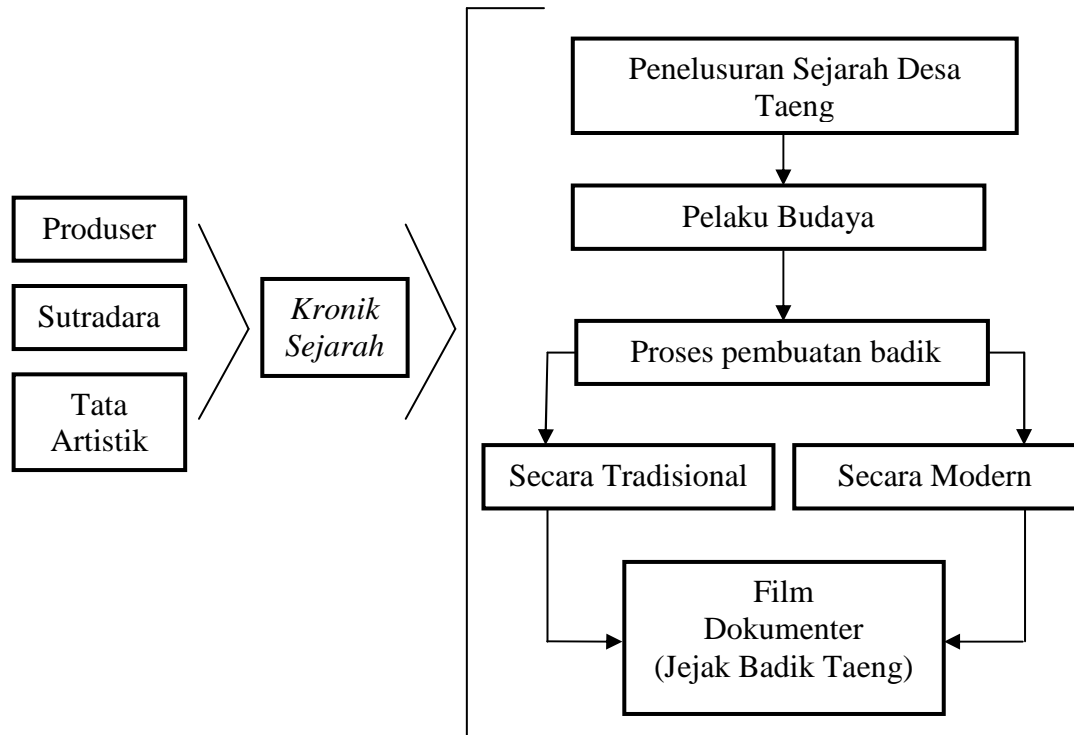 Produser
Sutradara
Tata
Artistik
Kronik
Sejarah
Penelusuran Sejarah Desa
Taeng
Pelaku Budaya
Proses pembuatan badik
Secara Tradisional
Secara Modern
Film
Dokumenter
(Jejak Badik Taeng)